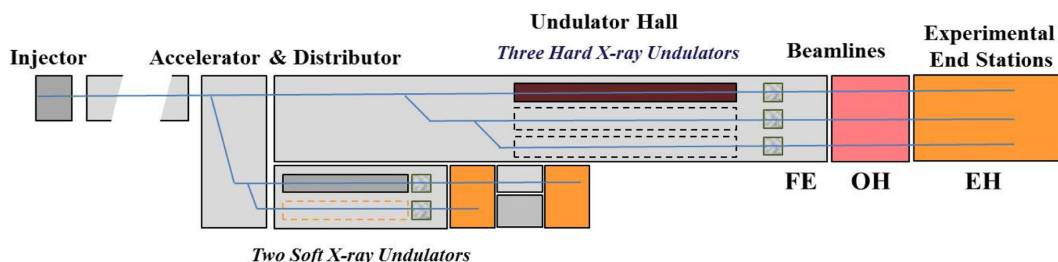 Undulator Hall
Experimental
End Stations
Injector
Accelerator & Distributor
Three Hard X-ray Undulators
Beamlines
FE
OH
EH
Two Soft X-ray Undulators